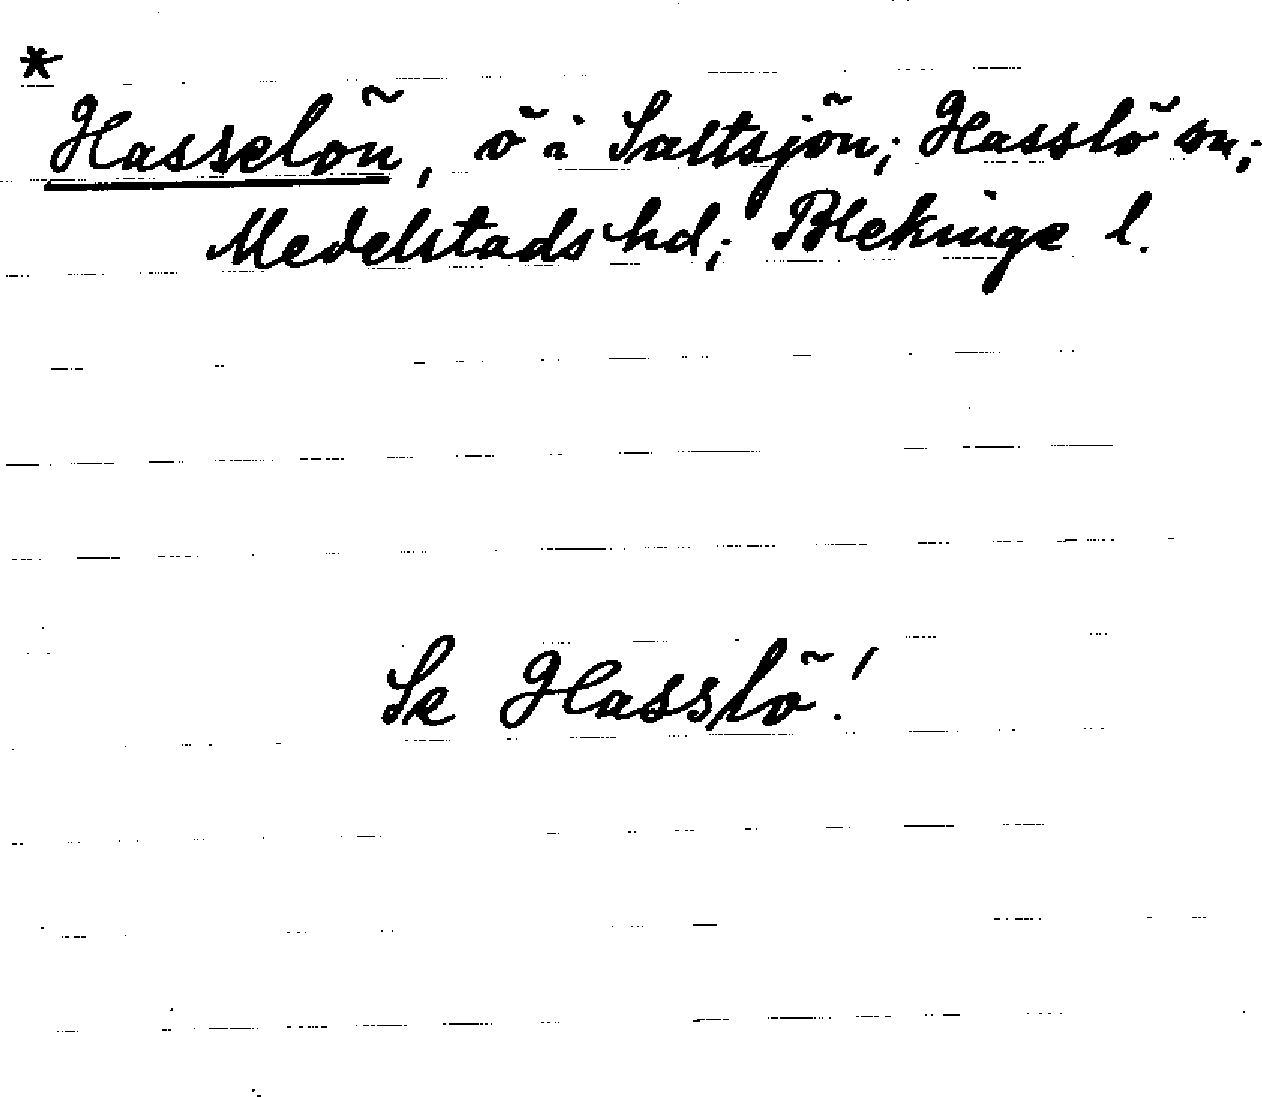 *
Hasselön, ö i Saltsjön; Hasslö sn;
Medelstads hd; Blekinge l.
Se Hasslö!